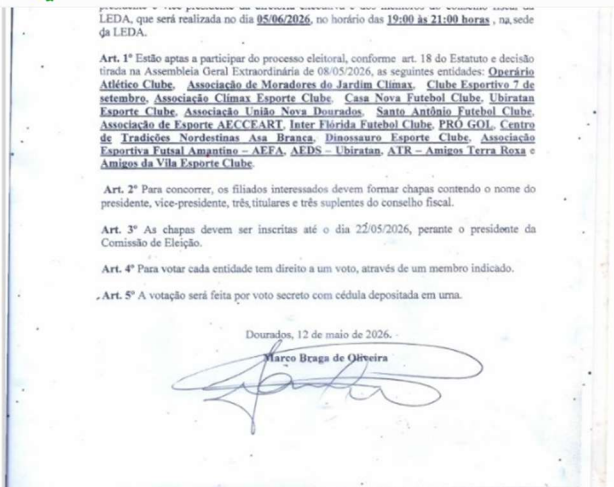 LEDA, que será realizada no dia 05/06/2026, no horário das 19:00 às 21:00 horas , na sede
da LEDA.
Art. 1º Estão aptas a participar do processo eleitoral, conforme art. 18 do Estatuto e decisão
tirada na Assembleia Geral Extraordinária de 08/05/2026, as seguintes entidades: Operário
Atlético Clube, Associação de Moradores do Jardim Clímax, Clube Esportivo 7 de
setembro, Associação Clímax Esporte Clube, Casa Nova Futebol Clube, Ubiratan
Esporte Clube, Associação União Nova Dourados, Santo Antônio Futebol Clube,
Associação de Esporte AECCEART, Inter Flórida Futebol Clube, PRÓ GOL, Centro
de Tradições Nordestinas Asa Branca, Dinossauro Esporte Clube, Associação
Esportiva Futsal Amantino – AEFA, AEDS – Ubiratan, ATR – Amigos Terra Roxa e
Amigos da Vila Esporte Clube.
Art. 2º Para concorrer, os filiados interessados devem formar chapas contendo o nome do
presidente, vice-presidente, três titulares e três suplentes do conselho fiscal.
Art. 3º As chapas devem ser inscritas até o dia 22/05/2026, perante o presidente da
Comissão de Eleição.
Art. 4º Para votar cada entidade tem direito a um voto, através de um membro indicado.
Art. 5º A votação será feita por voto secreto com cédula depositada em urna.
Dourados, 12 de maio de 2026.
Marco Braga de Oliveira